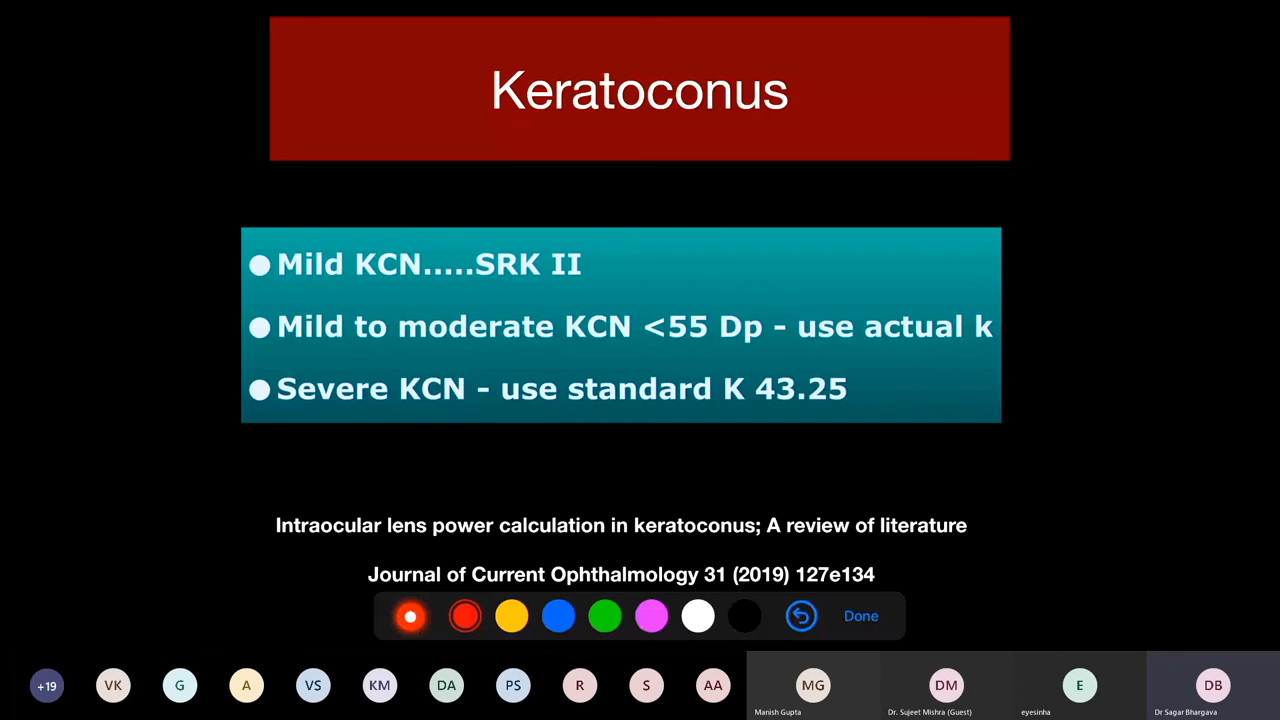 Keratoconus
Mild KCN.....SRK II
Mild to moderate KCN <55 Dp - use actual k
Severe KCN - use standard K 43.25
Intraocular lens power calculation in keratoconus; A review of literature
Journal of Current Ophthalmology 31 (2019) 127e134
Done
+19 VK G A VS KM DA PS R S AA MG DM E DB
Manish Gupta Dr. Sujeet Mishra (Guest) eyesinha Dr Sagar Bhargava